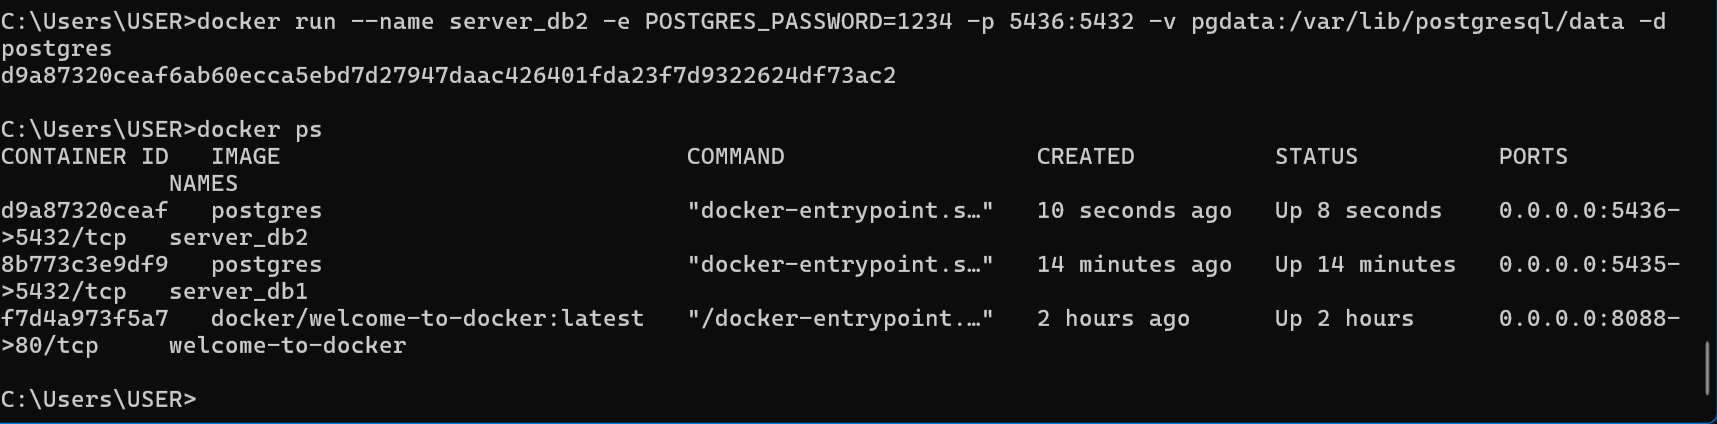 C:\Users\USER>docker run --name server_db2 -e POSTGRES_PASSWORD=1234 -p 5436:5432 -v pgdata:/var/lib/postgresql/data -d
postgres
d9a87320ceaf6ab60ecca5ebd7d27947daac426401fda23f7d9322624df73ac2
C:\Users\USER>docker ps
CONTAINER ID   IMAGE                             COMMAND                  CREATED          STATUS          PORTS
            NAMES
d9a87320ceaf   postgres                          "docker-entrypoint.s…"   10 seconds ago   Up 8 seconds    0.0.0.0:5436-
>5432/tcp   server_db2
8b773c3e9df9   postgres                          "docker-entrypoint.s…"   14 minutes ago   Up 14 minutes   0.0.0.0:5435-
>5432/tcp   server_db1
f7d4a973f5a7   docker/welcome-to-docker:latest   "/docker-entrypoint.…"   2 hours ago      Up 2 hours      0.0.0.0:8088-
>80/tcp     welcome-to-docker
C:\Users\USER>